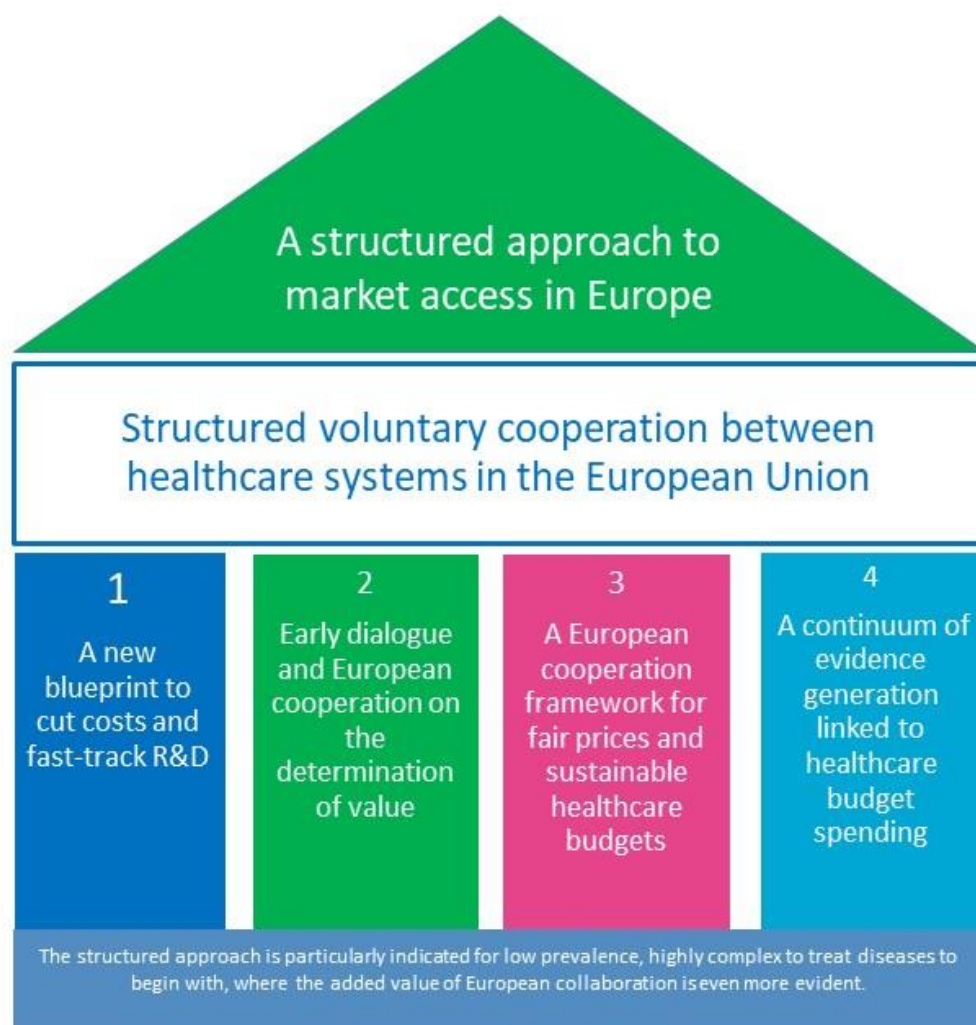 A structured approach to
market access in Europe
Structured voluntary cooperation between
healthcare systems in the European Union
1
A new
blueprint to
cut costs and
fast-track R&D
2
Early dialogue
and European
cooperation on
the
determination
of value
3
A European
cooperation
framework for
fair prices and
sustainable
healthcare
budgets
4
A continuum of
evidence
generation
linked to
healthcare
budget
spending
The structured approach is particularly indicated for low prevalence, highly complex to treat diseases to
begin with, where the added value of European collaboration is even more evident.